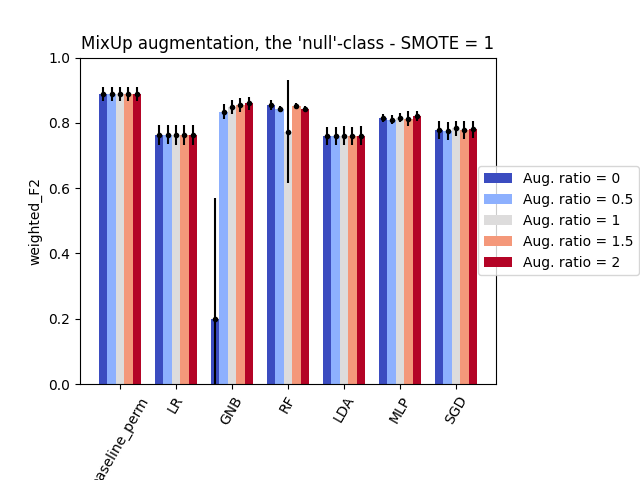 MixUp augmentation, the 'null'-class - SMOTE = 1
weighted_F2
1.0
0.8
0.6
0.4
0.2
0.0
Aug. ratio = 0
Aug. ratio = 0.5
Aug. ratio = 1
Aug. ratio = 1.5
Aug. ratio = 2
aseline_perm
LR
GNB
RF
LDA
MLP
SGD